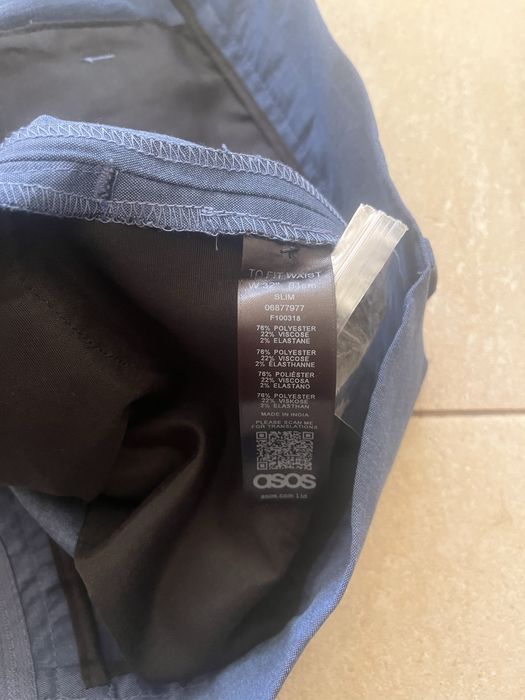 TO FIT WAIST
W 32" 81cm
SLIM
06877977
F100318
76% POLYESTER
22% VISCOSE
2% ELASTANE
76% POLYESTER
22% VISCOSE
2% ELASTHANNE
76% POLIÉSTER
22% VISCOSA
2% ELASTANO
76% POLYESTER
22% VISKOSE
2% ELASTHAN
MADE IN INDIA
PLEASE SCAN ME
FOR TRANSLATIONS
asos
asos.com Ltd